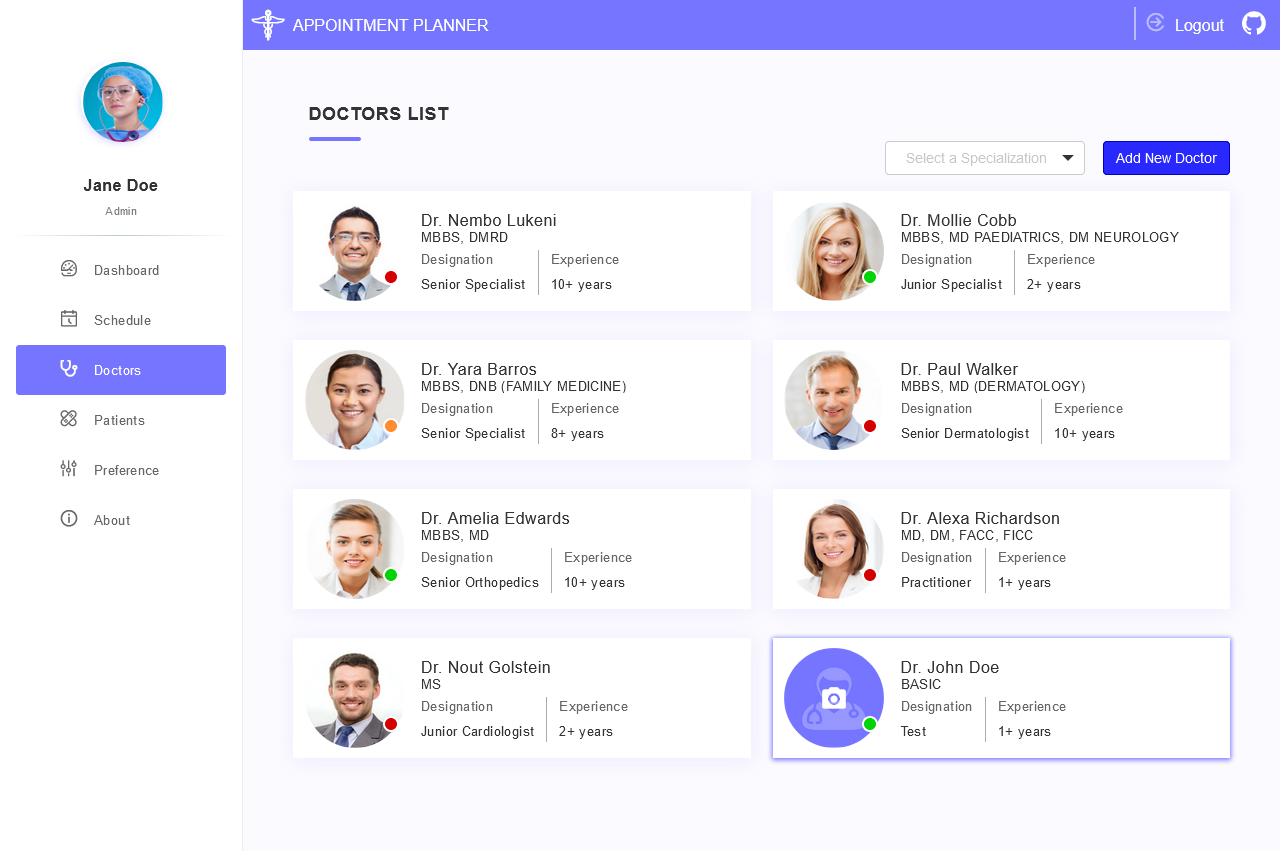 APPOINTMENT PLANNER
Logout
Jane Doe
Admin
Dashboard
Schedule
Doctors
Patients
Preference
About
DOCTORS LIST
Select a Specialization
Add New Doctor
Dr. Nembo Lukeni
MBBS, DMRD
Designation Experience
Senior Specialist 10+ years
Dr. Mollie Cobb
MBBS, MD PAEDIATRICS, DM NEUROLOGY
Designation Experience
Junior Specialist 2+ years
Dr. Yara Barros
MBBS, DNB (FAMILY MEDICINE)
Designation Experience
Senior Specialist 8+ years
Dr. Paul Walker
MBBS, MD (DERMATOLOGY)
Designation Experience
Senior Dermatologist 10+ years
Dr. Amelia Edwards
MBBS, MD
Designation Experience
Senior Orthopedics 10+ years
Dr. Alexa Richardson
MD, DM, FACC, FICC
Designation Experience
Practitioner 1+ years
Dr. Nout Golstein
MS
Designation Experience
Junior Cardiologist 2+ years
Dr. John Doe
BASIC
Designation Experience
Test 1+ years